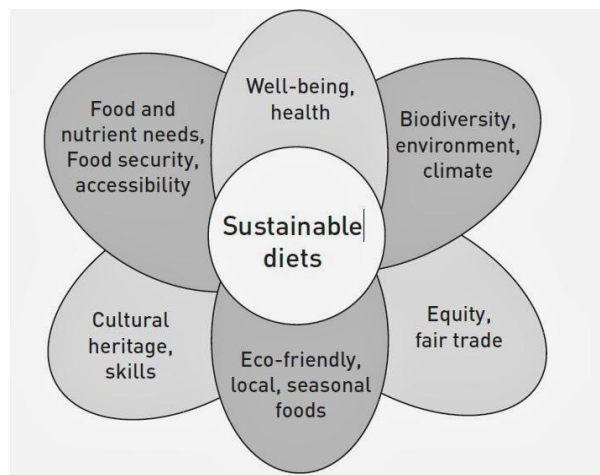 Well-being,
health
Food and
nutrient needs,
Food security,
accessibility
Biodiversity,
environment,
climate
Sustainable
diets
Cultural
heritage,
skills
Eco-friendly,
local, seasonal
foods
Equity,
fair trade